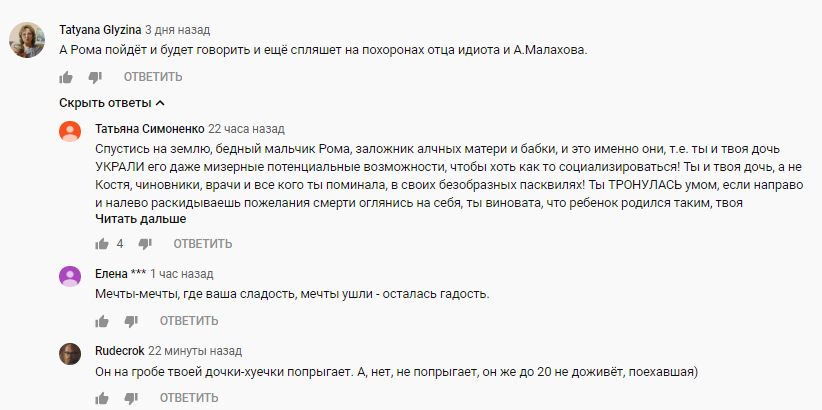 Tatyana Glyzina 3 дня назад
А Рома пойдёт и будет говорить и ещё спляшет на похоронах отца идиота и А.Малахова.
ОТВЕТИТЬ
Скрыть ответы
Татьяна Симоненко 22 часа назад
Спустись на землю, бедный мальчик Рома, заложник алчных матери и бабки, и это именно они, т.е. ты и твоя дочь
УКРАЛИ его даже мизерные потенциальные возможности, чтобы хоть как то социализироваться! Ты и твоя дочь, а не
Костя, чиновники, врачи и все кого ты поминала, в своих безобразных пасквилях! Ты ТРОНУЛАСЬ умом, если направо
и налево раскидываешь пожелания смерти оглянись на себя, ты виновата, что ребенок родился таким, твоя
Читать дальше
4 ОТВЕТИТЬ
Елена *** 1 час назад
Мечты-мечты, где ваша сладость, мечты ушли - осталась гадость.
ОТВЕТИТЬ
Rudecrok 22 минуты назад
Он на гробе твоей дочки-хуечки попрыгает. А, нет, не попрыгает, он же до 20 не доживёт, поехавшая)
ОТВЕТИТЬ